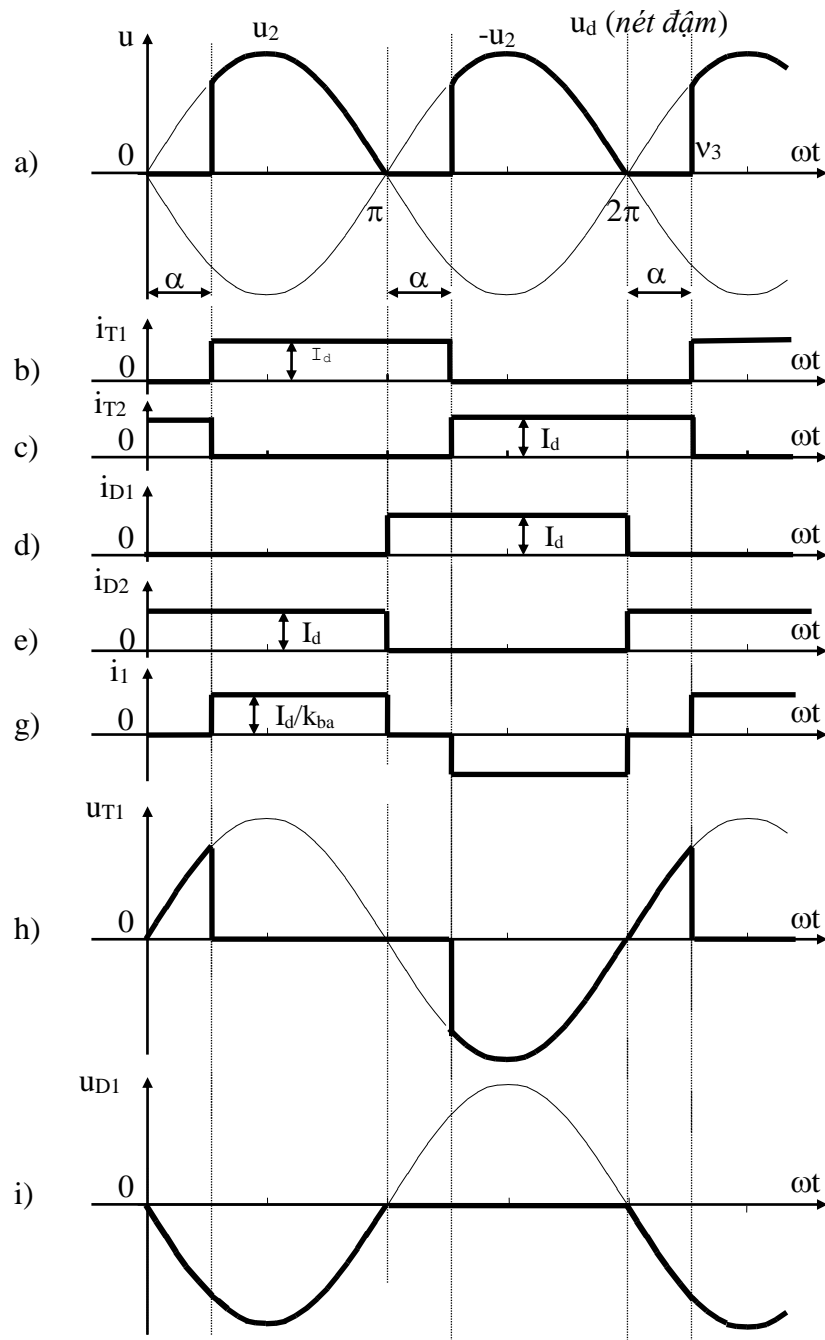 u
u₂
-u₂
u_d (nét đậm)
a)
0
ν₃
ωt
π
2π
α
α
α
i_T1
b)
0
I_d
ωt
i_T2
c)
0
I_d
ωt
i_D1
d)
0
I_d
ωt
i_D2
e)
0
I_d
ωt
i₁
g)
0
I_d/k_ba
ωt
u_T1
h)
0
ωt
u_D1
i)
0
ωt